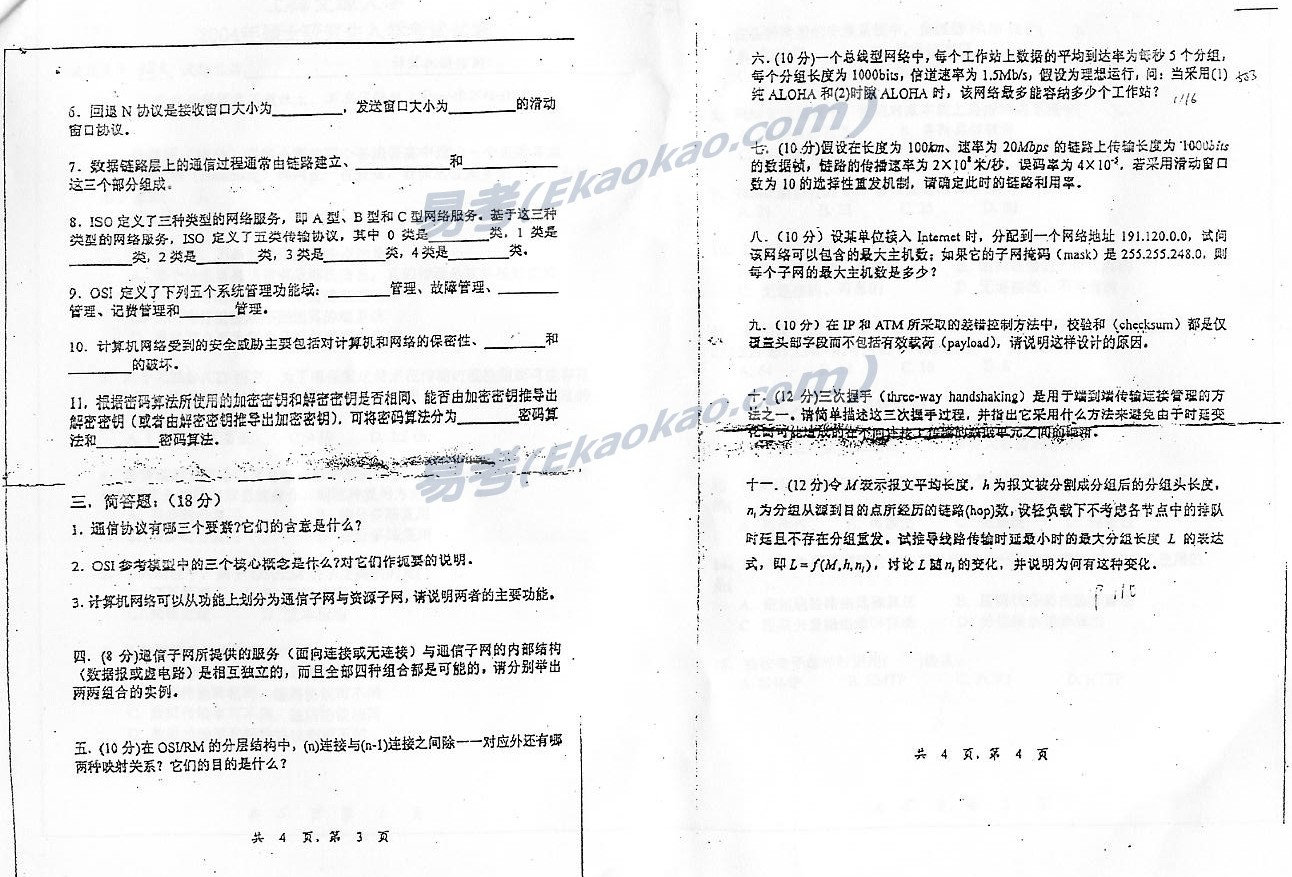 6．回退 N 协议是接收窗口大小为________，发送窗口大小为________的滑动
窗口协议。
7．数据链路层上的通信过程通常由链路建立、________和________
这三个部分组成。
8．ISO 定义了三种类型的网络服务，即 A 型、B 型和 C 型网络服务。基于这三种
类型的网络服务，ISO 定义了五类传输协议，其中 0 类是________类，1 类是
________类，2 类是________类，3 类是________类，4 类是________类。
9．OSI 定义了下列五个系统管理功能域：________管理、故障管理、________
管理、记费管理和________管理。
10．计算机网络受到的安全威胁主要包括对计算机和网络的保密性、________和
________的破坏。
11，根据密码算法所使用的加密密钥和解密密钥是否相同、能否由加密密钥推导出
解密密钥（或者由解密密钥推导出加密密钥），可将密码算法分为________密码算
法和________密码算法。
三．简答题：（18 分）
1．通信协议有哪三个要素?它们的含意是什么?
2．OSI 参考模型中的三个核心概念是什么?对它们作扼要的说明。
3．计算机网络可以从功能上划分为通信子网与资源子网，请说明两者的主要功能。
四．(8 分)通信子网所提供的服务（面向连接或无连接）与通信子网的内部结构
（数据报或虚电路）是相互独立的，而且全部四种组合都是可能的，请分别举出
两两组合的实例。
五．(10 分)在 OSI/RM 的分层结构中，(n)连接与(n-1)连接之间除一一对应外还有哪
两种映射关系？它们的目的是什么？
共 4 页，第 3 页
六．(10 分)一个总线型网络中，每个工作站上数据的平均到达率为每秒 5 个分组，
每个分组长度为 1000bits，信道速率为 1.5Mb/s，假设为理想运行，问：当采用(1)
纯 ALOHA 和(2)时隙 ALOHA 时，该网络最多能容纳多少个工作站？
七．(10 分)假设在长度为 100km、速率为 20Mbps 的链路上传输长度为 1000bits
的数据帧，链路的传播速率为 2×10⁸米/秒，误码率为 4×10⁻⁵，若采用滑动窗口
数为 10 的选择性重发机制，请确定此时的链路利用率。
八．（10 分）设某单位接入 Internet 时，分配到一个网络地址 191.120.0.0，试问
该网络可以包含的最大主机数；如果它的子网掩码（mask）是 255.255.248.0，则
每个子网的最大主机数是多少？
九．（10 分）在 IP 和 ATM 所采取的差错控制方法中，校验和（checksum）都是仅
覆盖头部字段而不包括有效载荷（payload），请说明这样设计的原因。
十．(12 分)三次握手（three-way handshaking）是用于端到端传输连接管理的方
法之一。请简单描述这三次握手过程，并指出它采用什么方法来避免由于时延变
化而可能造成的在不同连接上传输的数据单元之间的混淆。
十一．(12 分)令 M 表示报文平均长度，h 为报文被分割成分组后的分组头长度，
nₗ 为分组从源到目的点所经历的链路(hop)数，设轻负载下不考虑各节点中的排队
时延且不存在分组重发。试推导线路传输时延最小时的最大分组长度 L 的表达
式，即 L = f(M,h,nₗ)，讨论 L 随 nₗ 的变化，并说明为何有这种变化。
共 4 页，第 4 页
易考(Ekaokao.com)
易考(Ekaokao.com)